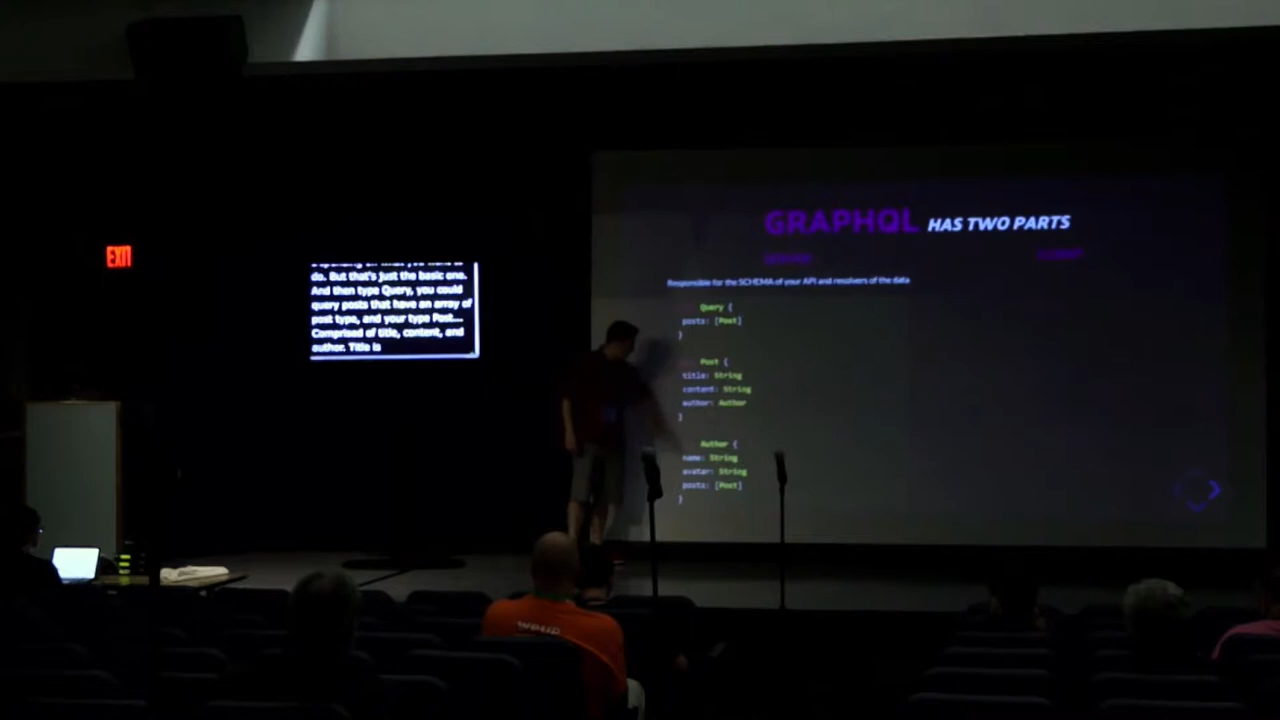 EXIT
do. But that's just the basic one.
And then type Query, you could
query posts that have an array of
post type, and your type Post...
Comprised of title, content, and
author. Title is
GRAPHQL HAS TWO PARTS
Responsible for the SCHEMA of your API and resolvers of the data
Query {
posts: [Post]
}
Post {
title: String
content: String
author: Author
}
Author {
name: String
avatar: String
posts: [Post]
}